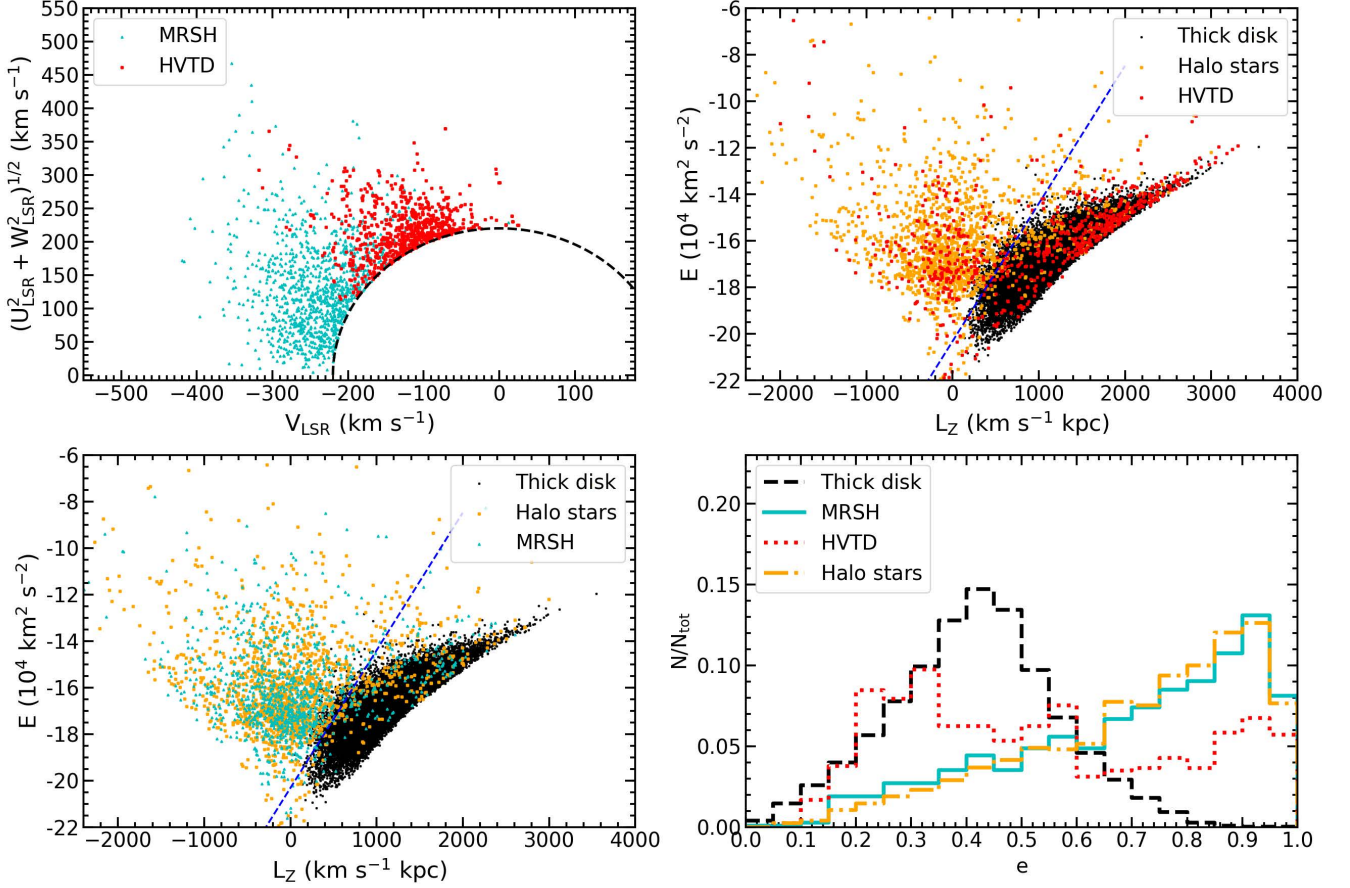 550
500
450
400
350
300
250
200
150
100
50
0
(U²LSR + W²LSR)¹/² (km s⁻¹)
MRSH
HVTD
−500 −400 −300 −200 −100 0 100
VLSR (km s⁻¹)
-6
-8
-10
-12
-14
-16
-18
-20
-22
E (10⁴ km² s⁻²)
Thick disk
Halo stars
HVTD
−2000 −1000 0 1000 2000 3000 4000
LZ (km s⁻¹ kpc)
-6
-8
-10
-12
-14
-16
-18
-20
-22
E (10⁴ km² s⁻²)
Thick disk
Halo stars
MRSH
−2000 −1000 0 1000 2000 3000 4000
LZ (km s⁻¹ kpc)
0.20
0.15
0.10
0.05
0.00
N/Ntot
Thick disk
MRSH
HVTD
Halo stars
0.0 0.1 0.2 0.3 0.4 0.5 0.6 0.7 0.8 0.9 1.0
e